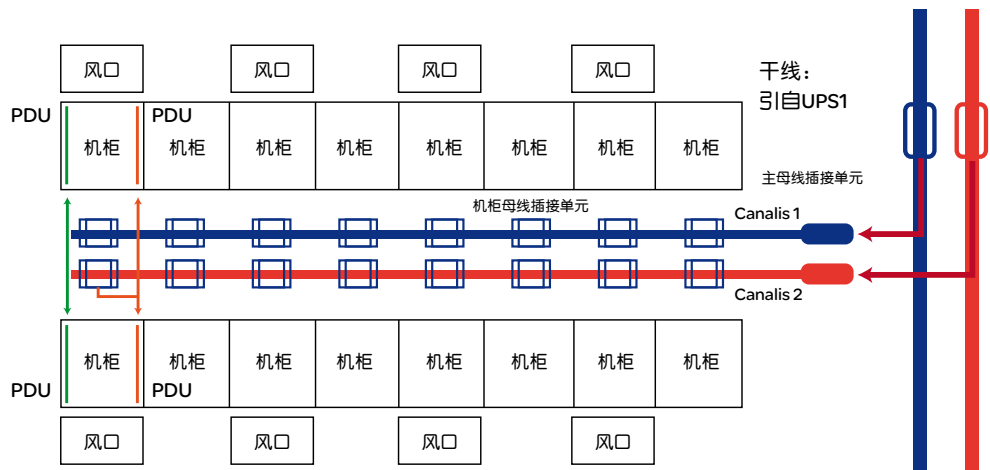 风口 风口 风口 风口
干线：
引自UPS1
PDU PDU
机柜 机柜 机柜 机柜 机柜 机柜 机柜 机柜
主母线插接单元
机柜母线插接单元
Canalis 1
Canalis 2
机柜 机柜 机柜 机柜 机柜 机柜 机柜 机柜
PDU PDU
风口 风口 风口 风口